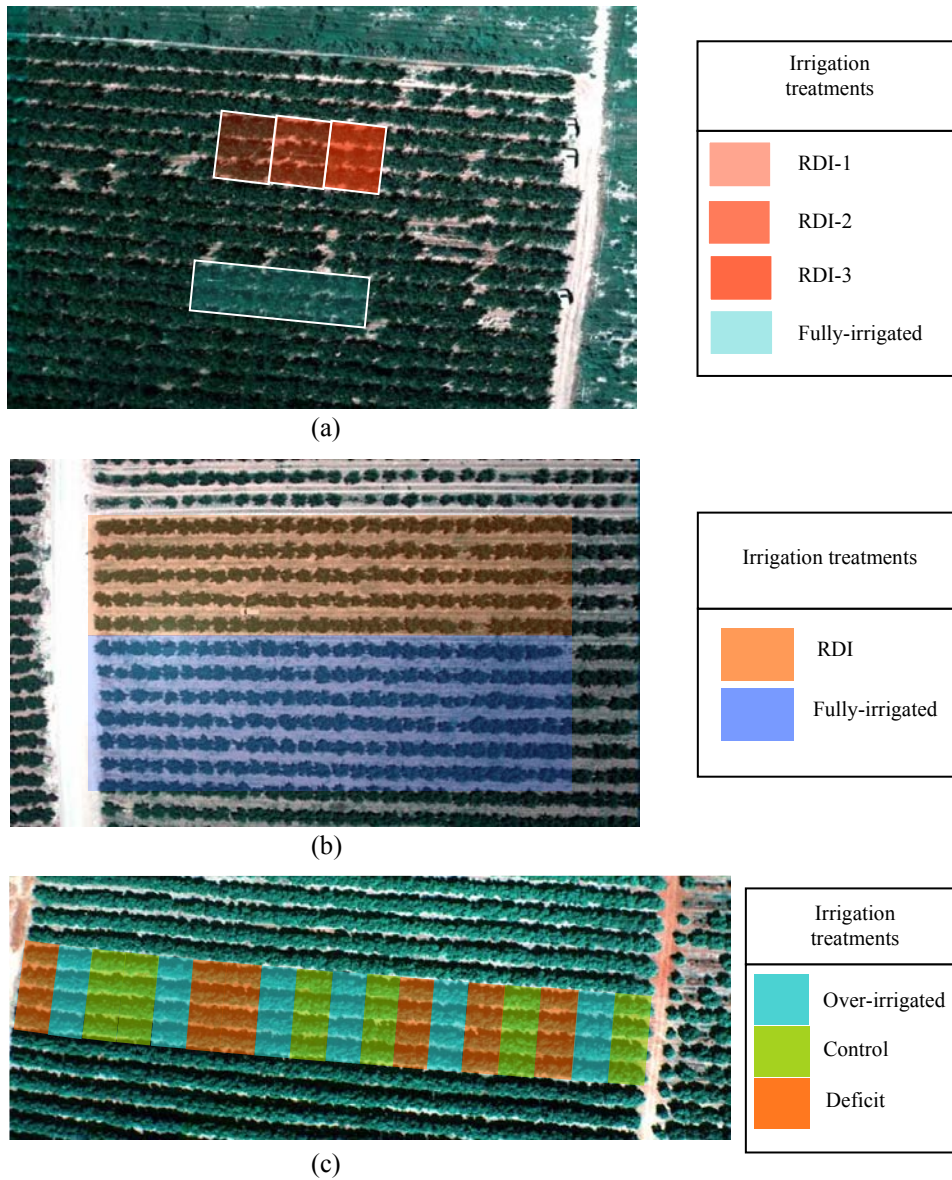 Irrigation
treatments
RDI-1
RDI-2
RDI-3
Fully-irrigated
(a)
Irrigation treatments
RDI
Fully-irrigated
(b)
Irrigation
treatments
Over-irrigated
Control
Deficit
(c)